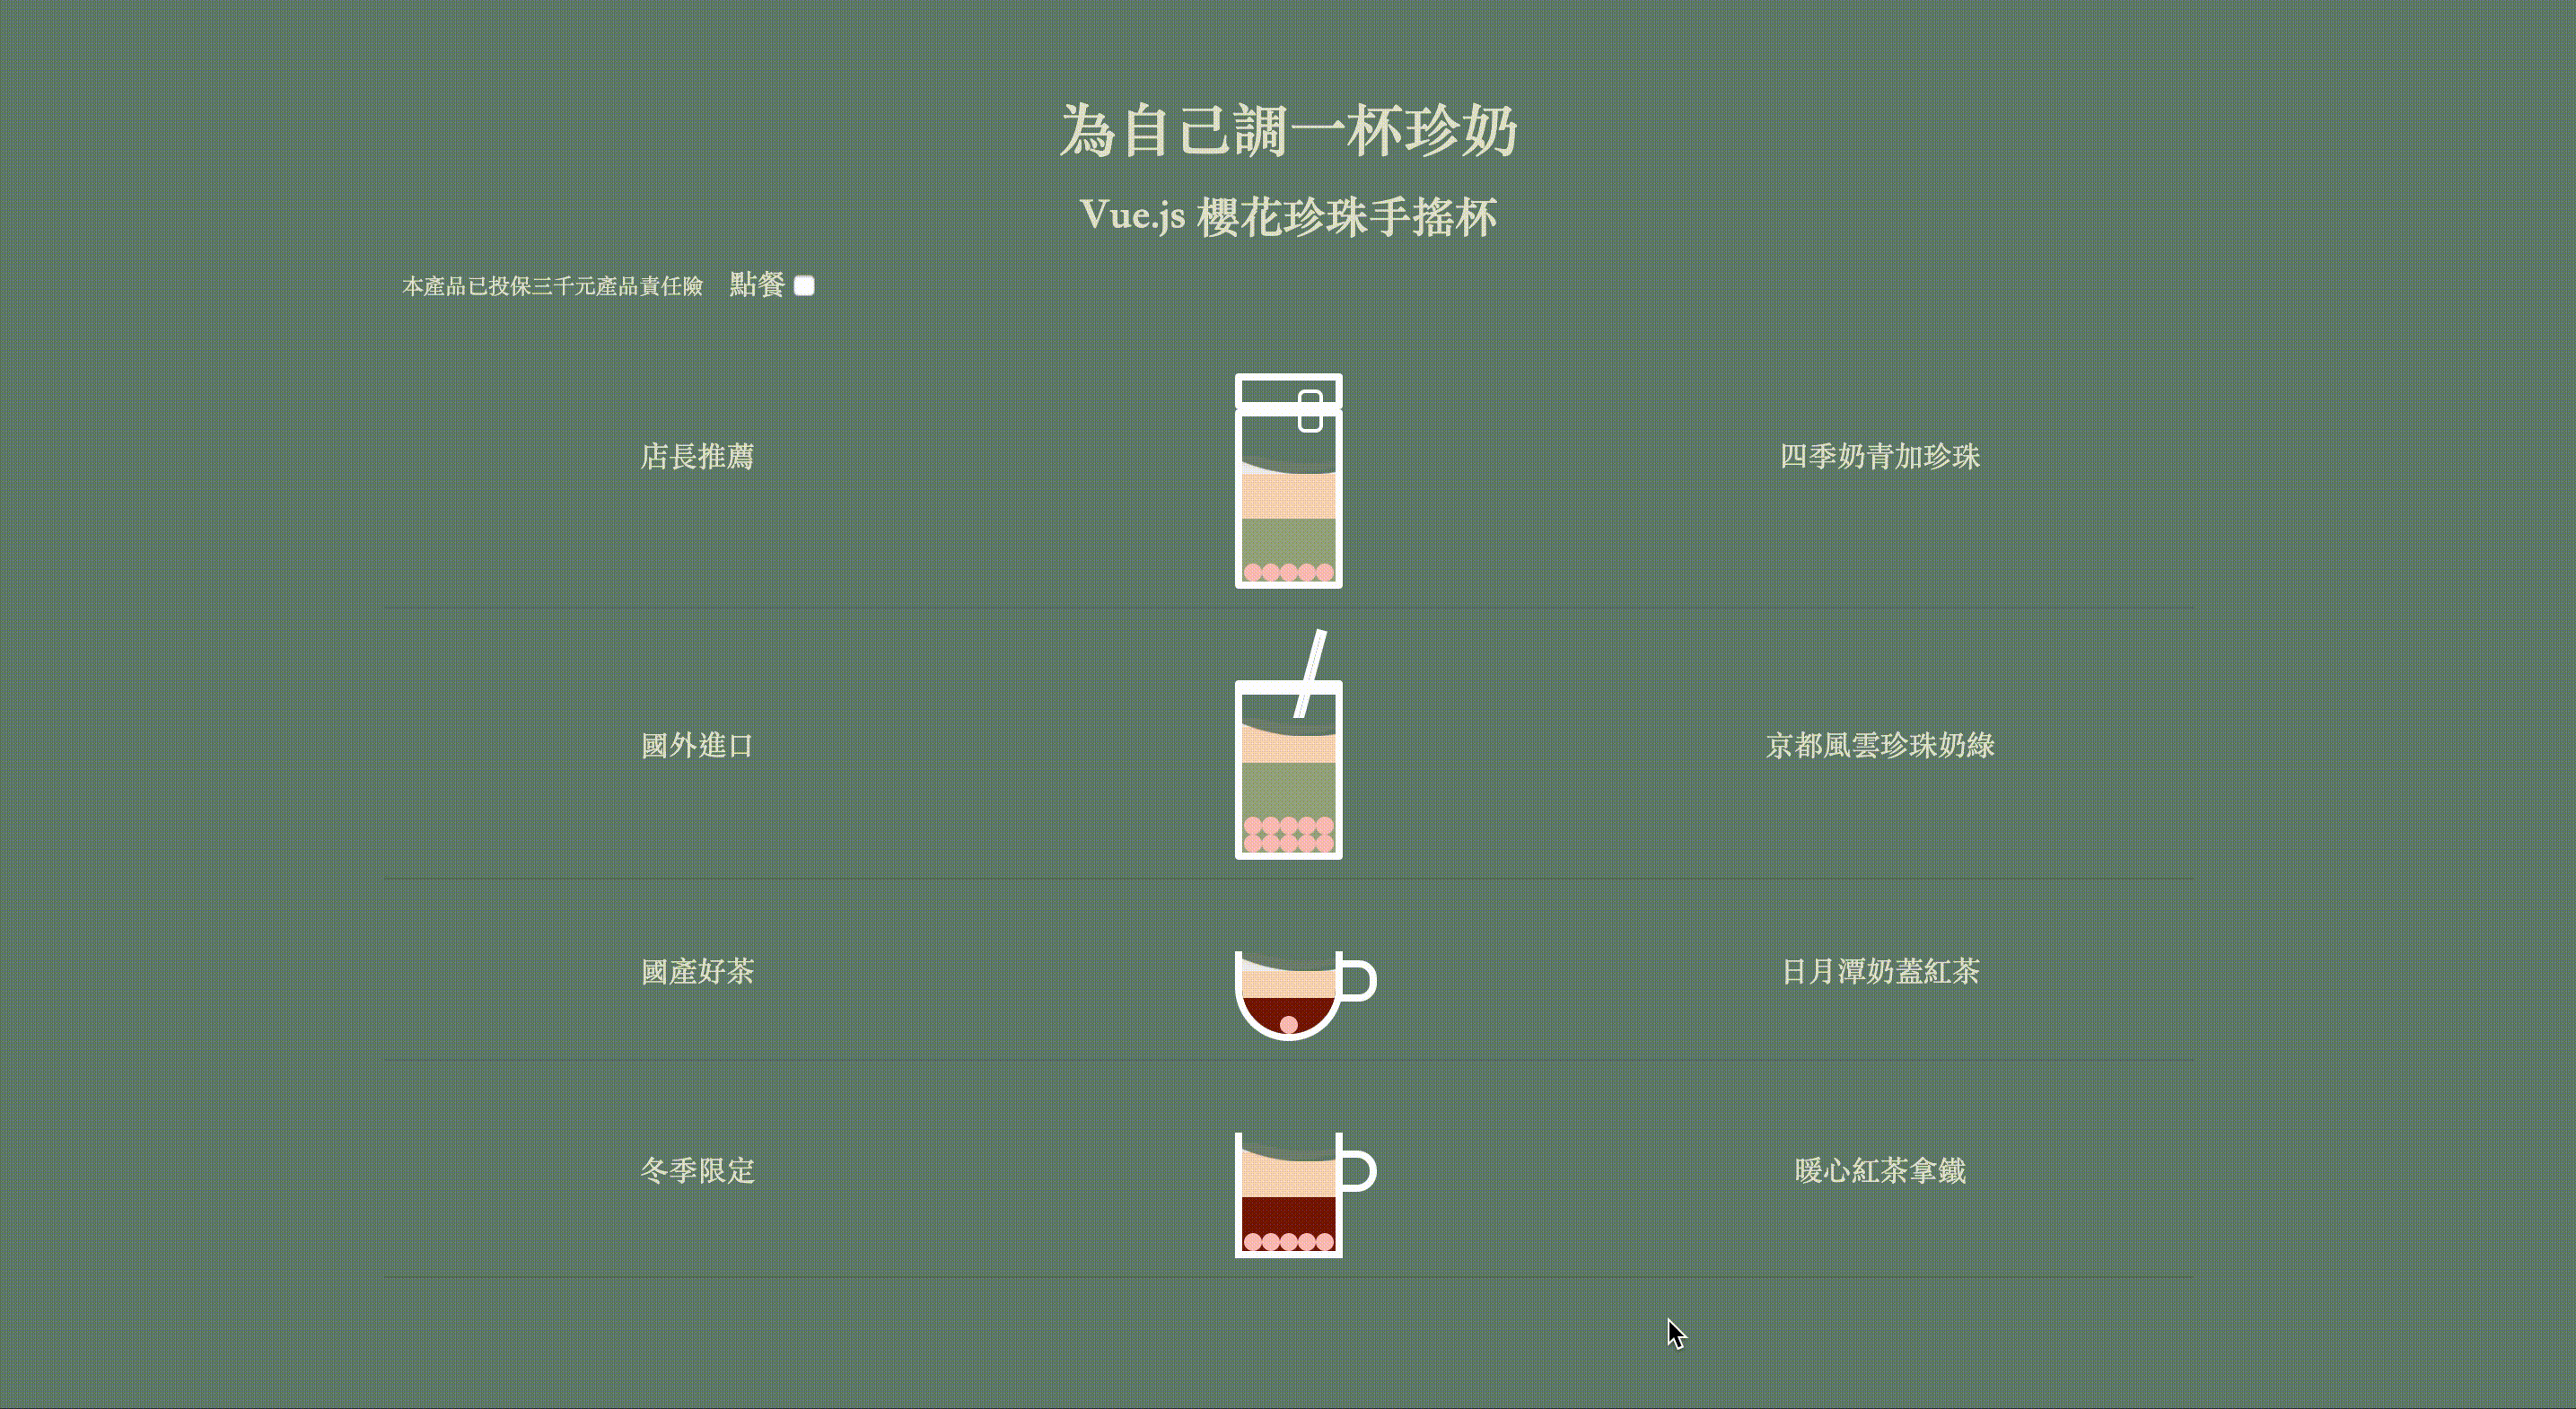 為自己調一杯珍奶
Vue.js 櫻花珍珠手搖杯
本產品已投保三千元產品責任險 點餐
店長推薦
四季奶青加珍珠
國外進口
京都風雲珍珠奶綠
國產好茶
日月潭奶蓋紅茶
冬季限定
暖心紅茶拿鐵